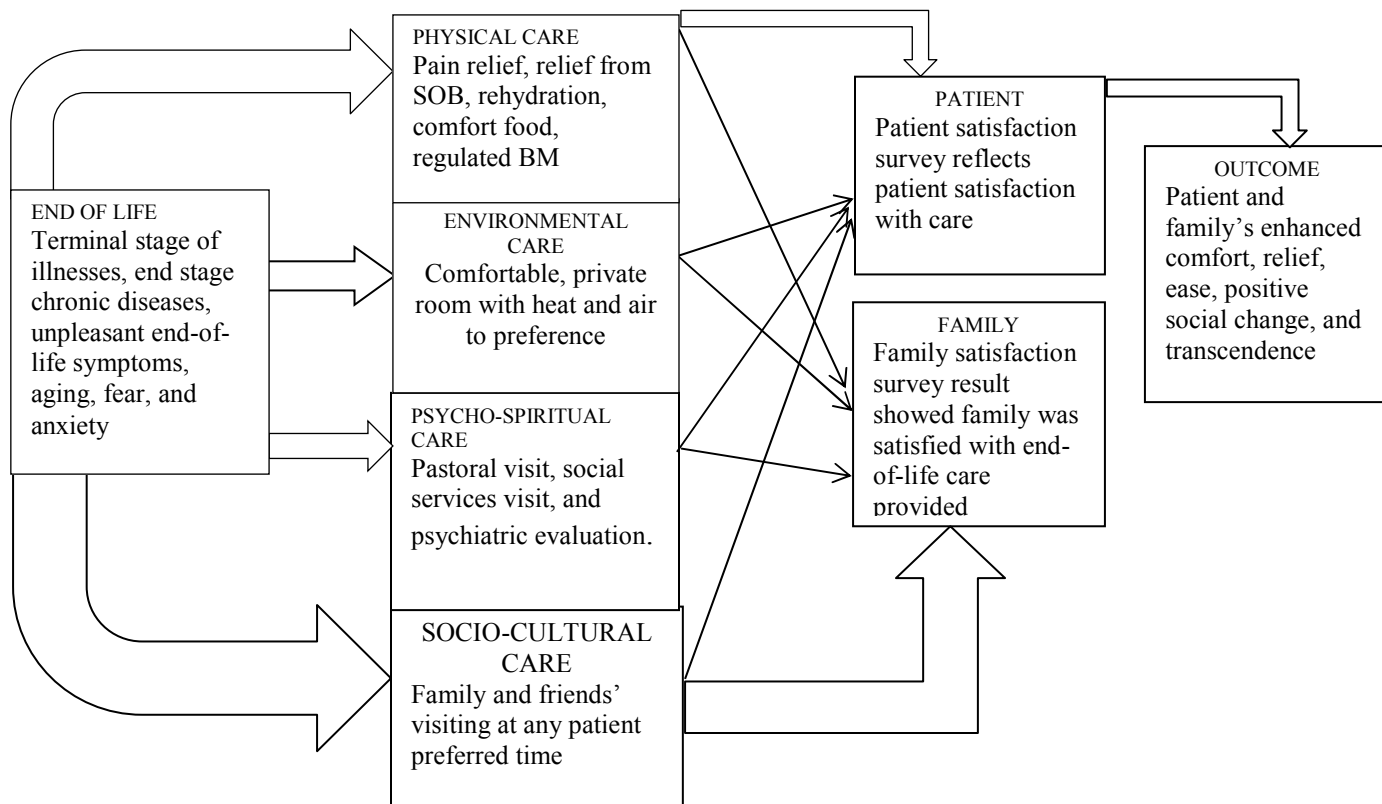 PHYSICAL CARE
Pain relief, relief from
SOB, rehydration,
comfort food,
regulated BM
PATIENT
Patient satisfaction
survey reflects
patient satisfaction
with care
OUTCOME
Patient and
family’s enhanced
comfort, relief,
ease, positive
social change, and
transcendence
END OF LIFE
Terminal stage of
illnesses, end stage
chronic diseases,
unpleasant end-of-
life symptoms,
aging, fear, and
anxiety
ENVIRONMENTAL
CARE
Comfortable, private
room with heat and air
to preference
FAMILY
Family satisfaction
survey result
showed family was
satisfied with end-
of-life care
provided
PSYCHO-SPIRITUAL
CARE
Pastoral visit, social
services visit, and
psychiatric evaluation.
SOCIO-CULTURAL
CARE
Family and friends’
visiting at any patient
preferred time